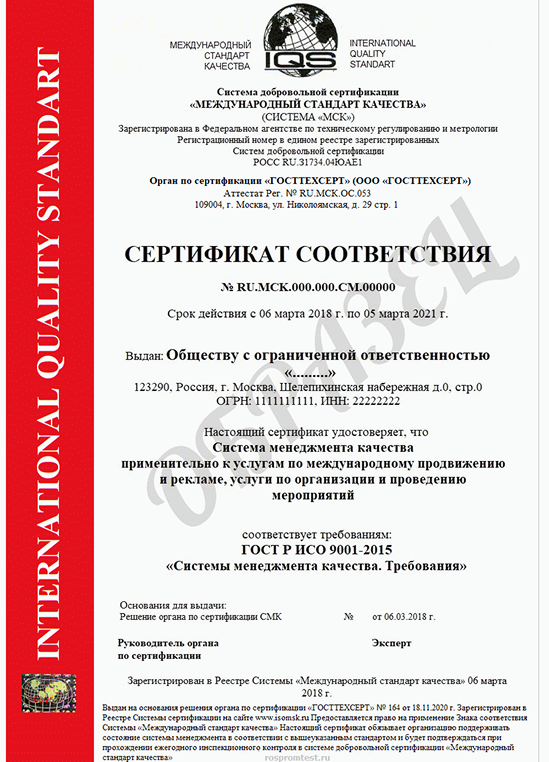 INTERNATIONAL QUALITY STANDART
МЕЖДУНАРОДНЫЙ
СТАНДАРТ
КАЧЕСТВА
IQS
INTERNATIONAL
QUALITY
STANDART
Система добровольной сертификации
«МЕЖДУНАРОДНЫЙ СТАНДАРТ КАЧЕСТВА»
(СИСТЕМА «МСК»)
Зарегистрирована в Федеральном агентстве по техническому регулированию и метрологии
Регистрационный номер в едином реестре зарегистрированных
Систем добровольной сертификации
РОСС RU.31734.04ЮАЕ1
Орган по сертификации «ГОСТТЕХСЕРТ» (ООО «ГОСТТЕХСЕРТ»)
Аттестат Рег. № RU.МСК.ОС.053
109004, г. Москва, ул. Николоямская, д. 29 стр. 1
СЕРТИФИКАТ СООТВЕТСТВИЯ
№ RU.МСК.000.000.СМ.00000
Срок действия с 06 марта 2018 г. по 05 марта 2021 г.
ОБРАЗЕЦ
Выдан: Обществу с ограниченной ответственностью
«.........»
123290, Россия, г. Москва, Шелепихинская набережная д.0, стр.0
ОГРН: 1111111111, ИНН: 22222222
Настоящий сертификат удостоверяет, что
Система менеджмента качества
применительно к услугам по международному продвижению
и рекламе, услуги по организации и проведению
мероприятий
соответствует требованиям:
ГОСТ Р ИСО 9001-2015
«Системы менеджмента качества. Требования»
Основания для выдачи:
Решение органа по сертификации СМК № от 06.03.2018 г.
Руководитель органа Эксперт
по сертификации
Зарегистрирован в Реестре Системы «Международный стандарт качества» 06 марта
2018 г.
Выдан на основания решения органа по сертификации «ГОСТТЕХСЕРТ» № 164 от 18.11.2020 г. Зарегистрирован в
Реестре Системы сертификации на сайте www.isomsk.ru Предоставляется право на применение Знака соответствия
Системы «Международный стандарт качества» Настоящий сертификат обязывает организацию поддерживать
состояние системы менеджмента в соответствии с вышеуказанным стандартом и будет подтверждаться при
прохождении ежегодного инспекционного контроля в системе добровольной сертификации «Международный
стандарт качества»
rospromtest.ru